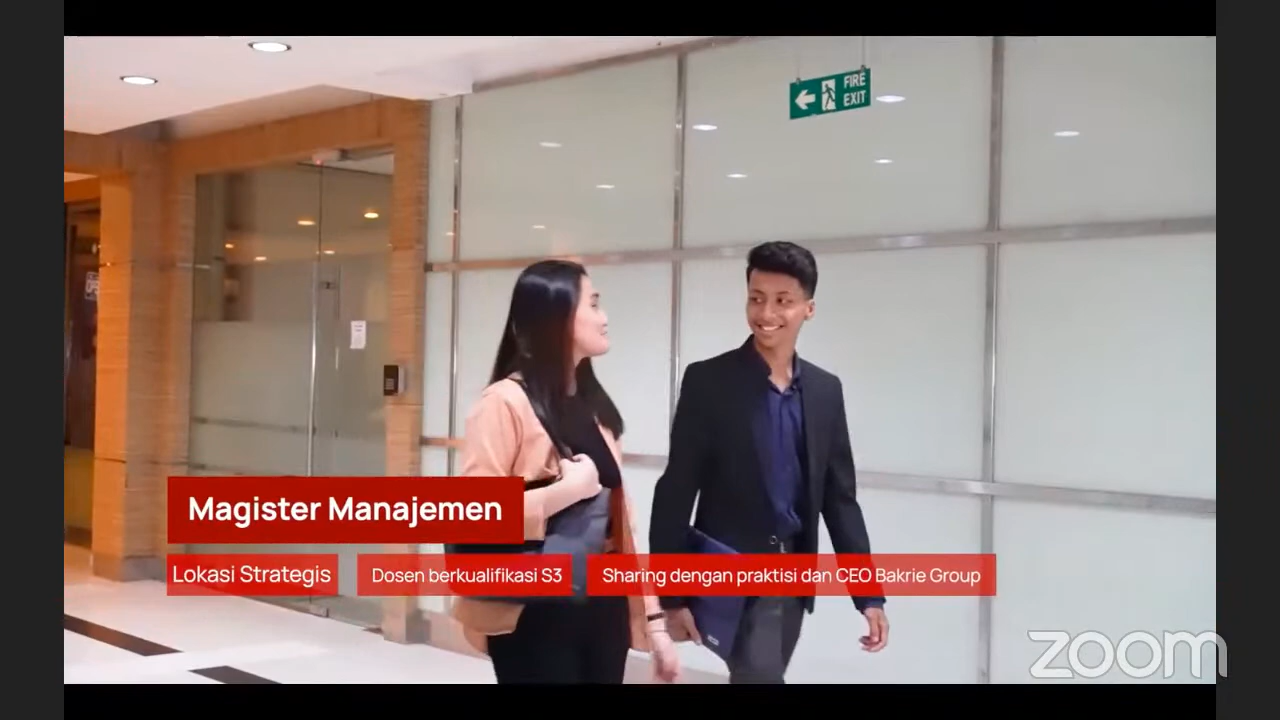 FIRE
EXIT
Magister Manajemen
Lokasi Strategis
Dosen berkualifikasi S3
Sharing dengan praktisi dan CEO Bakrie Group
zoom